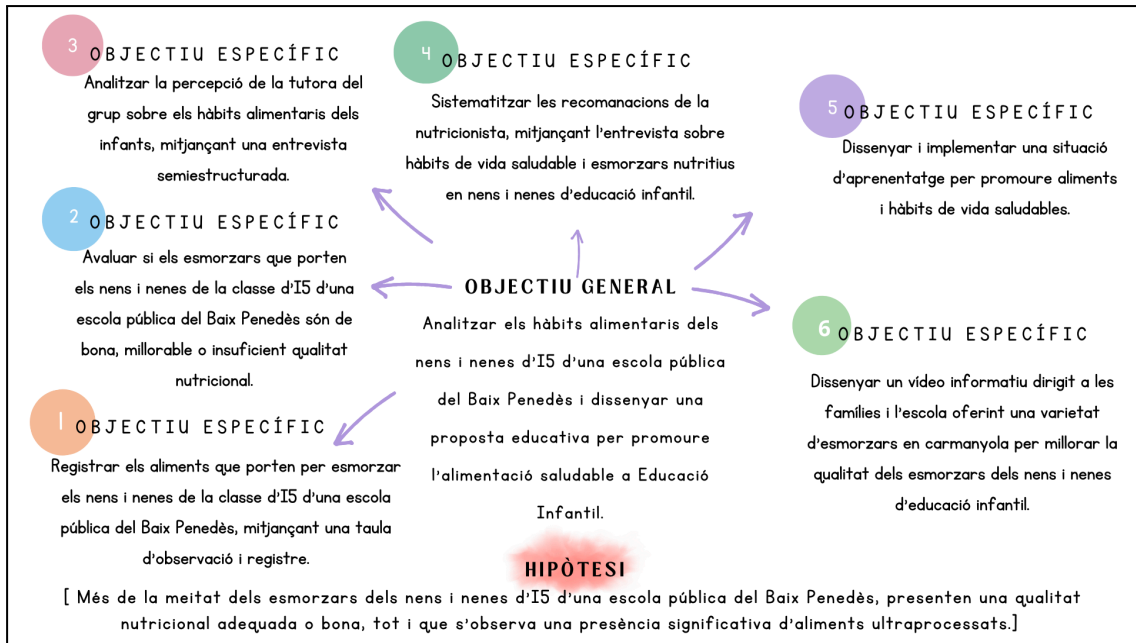 3
OBJECTIU ESPECÍFIC
Analitzar la percepció de la tutora del
grup sobre els hàbits alimentaris dels
infants, mitjançant una entrevista
semiestructurada.
4
OBJECTIU ESPECÍFIC
Sistematitzar les recomanacions de la
nutricionista, mitjançant l'entrevista sobre
hàbits de vida saludable i esmorzars nutritius
en nens i nenes d'educació infantil.
5
OBJECTIU ESPECÍFIC
Dissenyar i implementar una situació
d'aprenentatge per promoure aliments
i hàbits de vida saludables.
2
OBJECTIU ESPECÍFIC
Avaluar si els esmorzars que porten
els nens i nenes de la classe d'I5 d'una
escola pública del Baix Penedès són de
bona, millorable o insuficient qualitat
nutricional.
OBJECTIU GENERAL
Analitzar els hàbits alimentaris dels
nens i nenes d'I5 d'una escola pública
del Baix Penedès i dissenyar una
proposta educativa per promoure
l'alimentació saludable a Educació
Infantil.
6
OBJECTIU ESPECÍFIC
Dissenyar un vídeo informatiu dirigit a les
famílies i l'escola oferint una varietat
d'esmorzars en carmanyola per millorar la
qualitat dels esmorzars dels nens i nenes
d'educació infantil.
1
OBJECTIU ESPECÍFIC
Registrar els aliments que porten per esmorzar
els nens i nenes de la classe d'I5 d'una escola
pública del Baix Penedès, mitjançant una taula
d'observació i registre.
HIPÒTESI
[ Més de la meitat dels esmorzars dels nens i nenes d'I5 d'una escola pública del Baix Penedès, presenten una qualitat
nutricional adequada o bona, tot i que s'observa una presència significativa d'aliments ultraprocessats.]